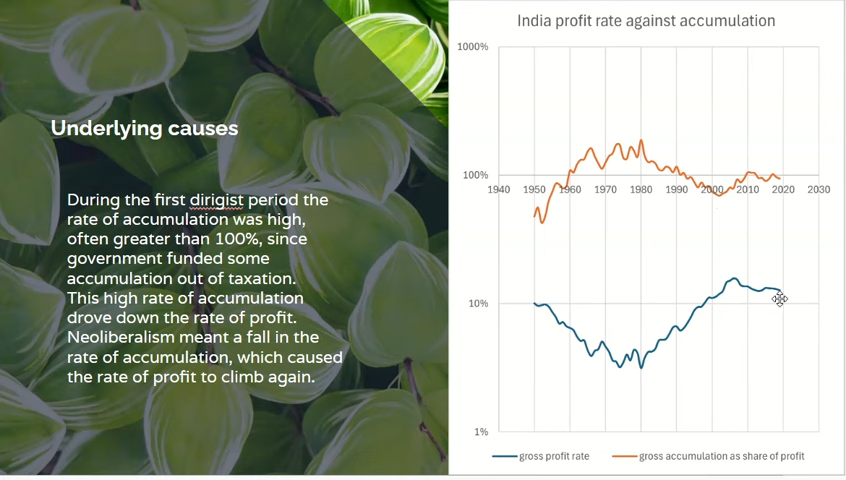 Underlying causes
During the first dirigist period the
rate of accumulation was high,
often greater than 100%, since
government funded some
accumulation out of taxation.
This high rate of accumulation
drove down the rate of profit.
Neoliberalism meant a fall in the
rate of accumulation, which caused
the rate of profit to climb again.
India profit rate against accumulation
1000%
100%
1940 1950 1960 1970 1980 1990 2000 2010 2020 2030
10%
1%
gross profit rate gross accumulation as share of profit